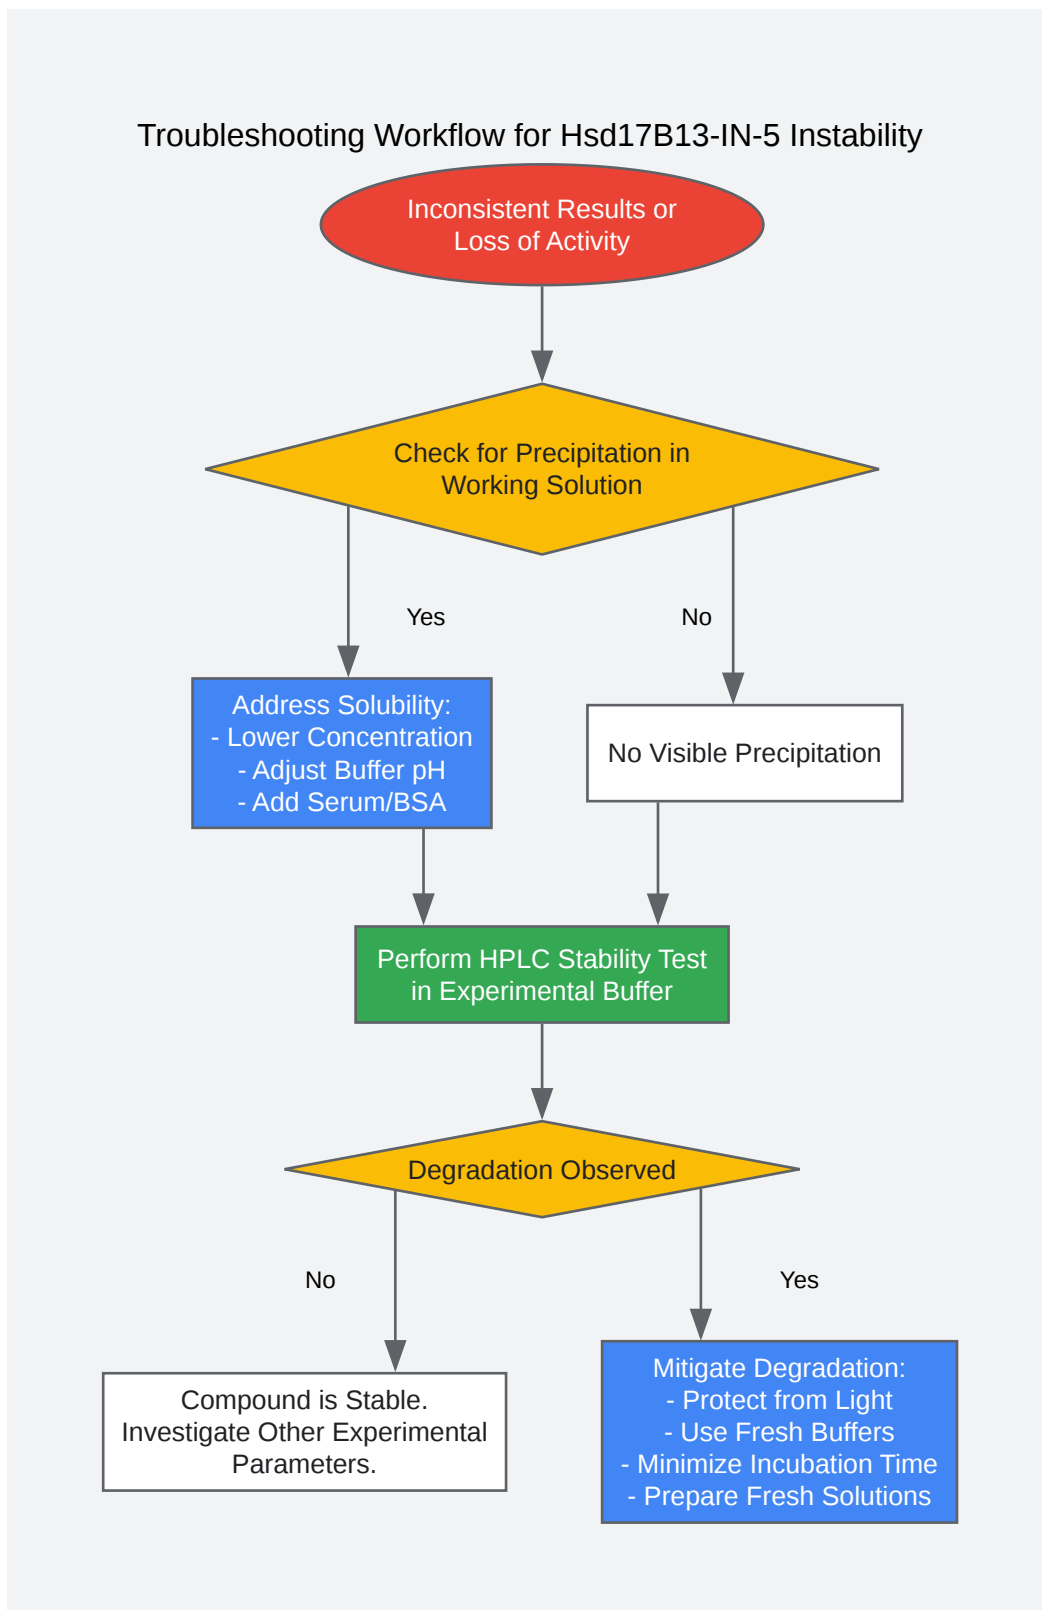 Troubleshooting Workflow for Hsd17B13-IN-5 Instability
Inconsistent Results or
Loss of Activity
Check for Precipitation in
Working Solution
Yes
No
Address Solubility:
- Lower Concentration
- Adjust Buffer pH
- Add Serum/BSA
No Visible Precipitation
Perform HPLC Stability Test
in Experimental Buffer
Degradation Observed
No
Yes
Compound is Stable.
Investigate Other Experimental
Parameters.
Mitigate Degradation:
- Protect from Light
- Use Fresh Buffers
- Minimize Incubation Time
- Prepare Fresh Solutions